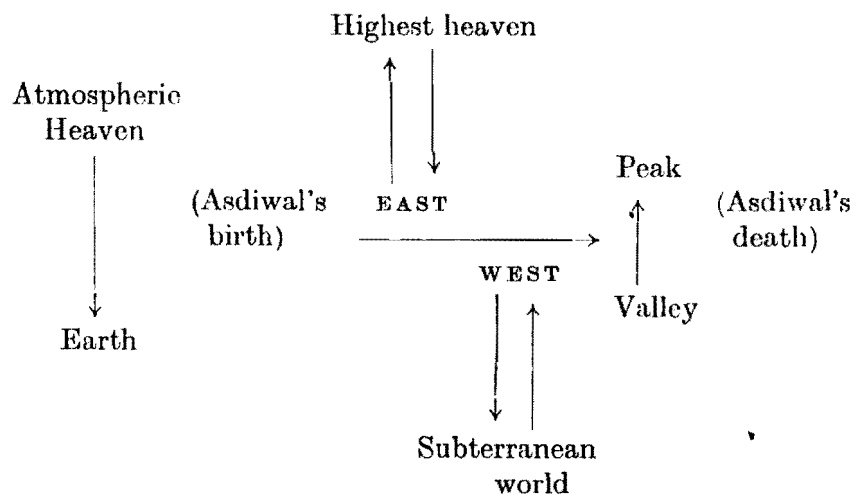 Highest heaven
Atmospheric
Heaven
Peak
(Asdiwal's
birth)
EAST
(Asdiwal's
death)
WEST
Valley
Earth
Subterranean
world